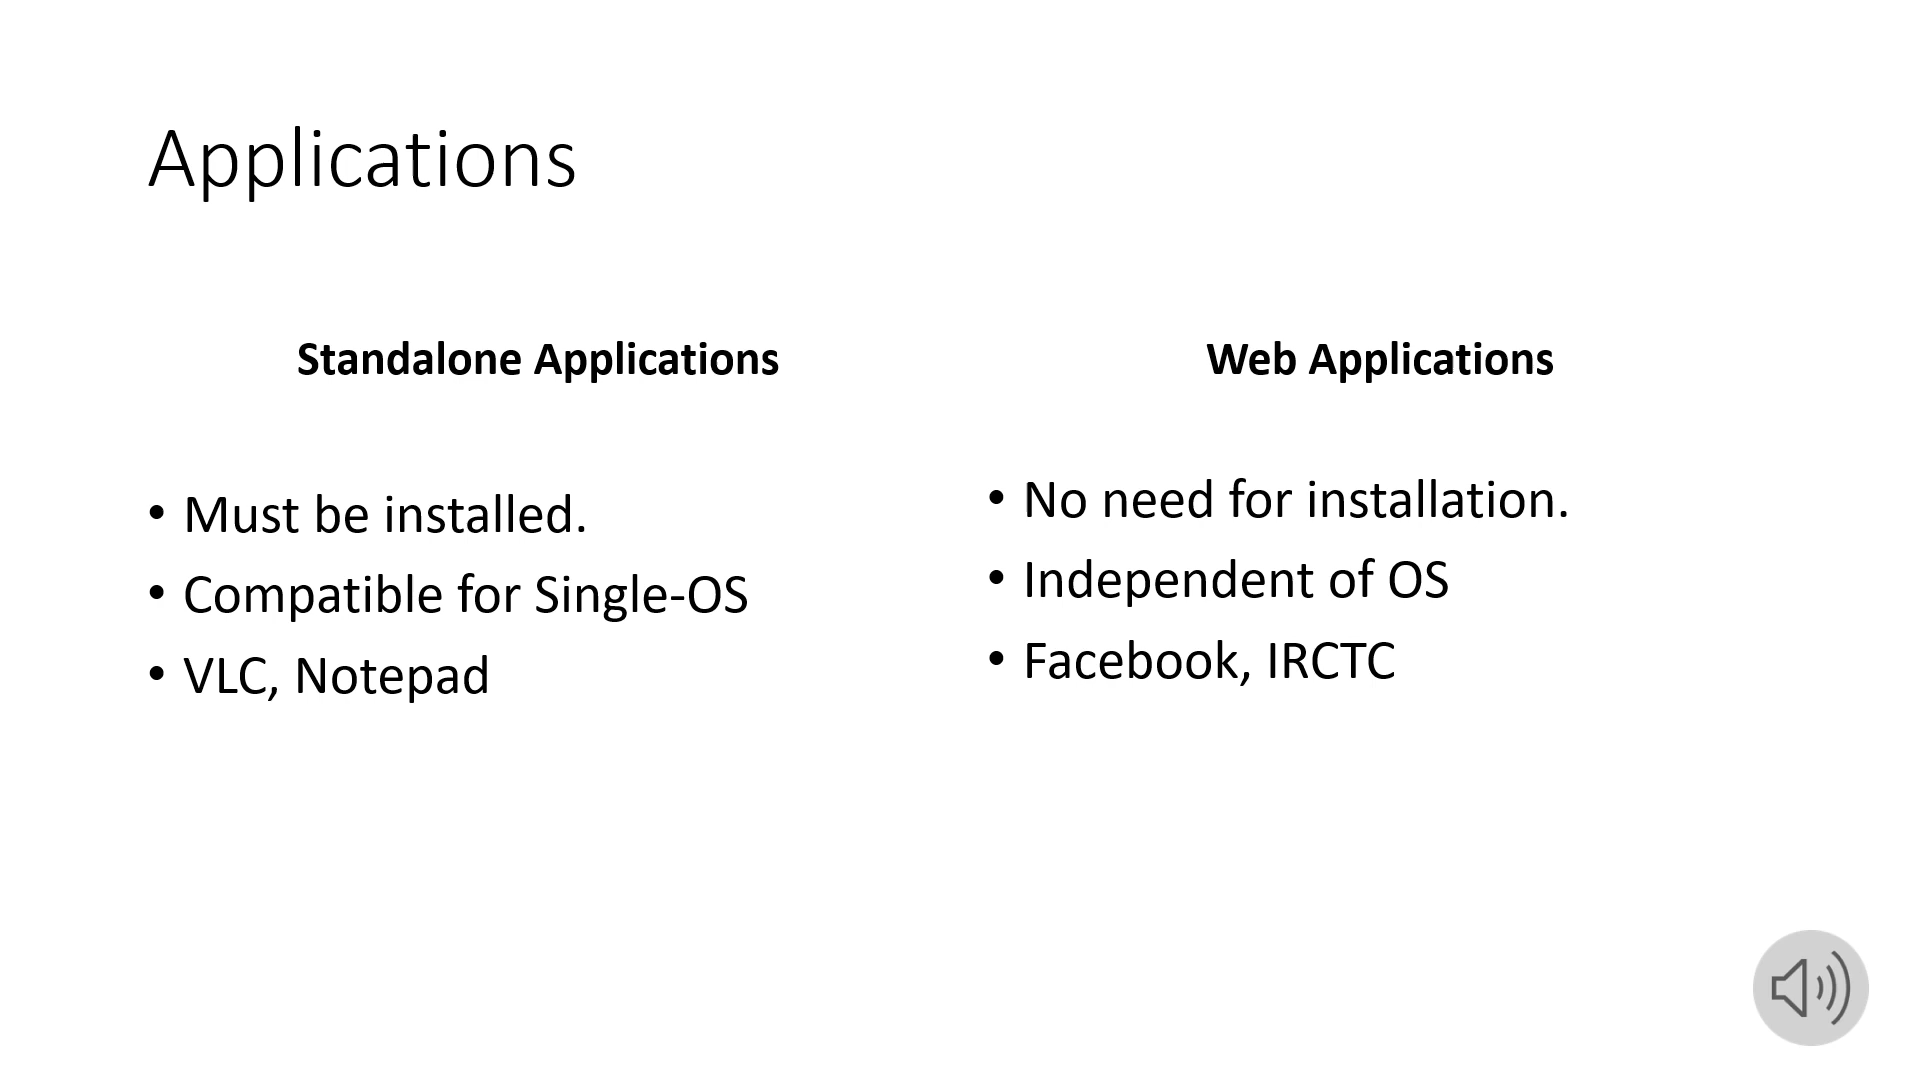 Applications
Standalone Applications
• Must be installed.
• Compatible for Single-OS
• VLC, Notepad
Web Applications
• No need for installation.
• Independent of OS
• Facebook, IRCTC